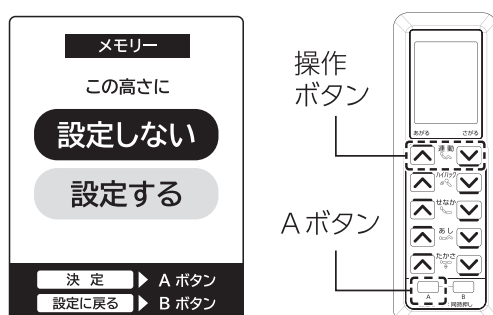 メモリー
この高さに
設定しない
設定する
決 定 ▶ A ボタン
設定に戻る ▶ B ボタン
操作
ボタン
Aボタン
あがる さがる
連動
ハイバック
せなか
あし
たかさ
A B
同時押し